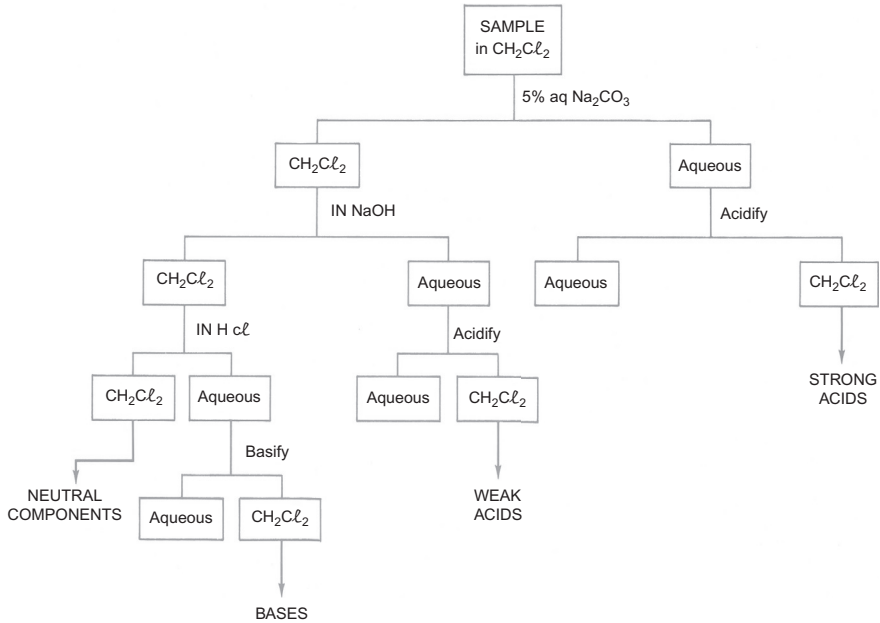 SAMPLE
in CH₂Cℓ₂
5% aq Na₂CO₃
CH₂Cℓ₂
Aqueous
IN NaOH
Acidify
CH₂Cℓ₂
Aqueous
Aqueous
CH₂Cℓ₂
IN H cℓ
Acidify
CH₂Cℓ₂
Aqueous
Aqueous
CH₂Cℓ₂
STRONG
ACIDS
Basify
NEUTRAL
COMPONENTS
Aqueous
CH₂Cℓ₂
WEAK
ACIDS
BASES